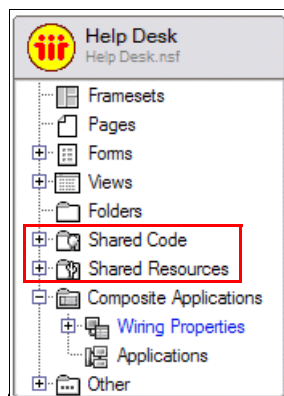 Help Desk
Help Desk.nsf
Framesets
Pages
Forms
Views
Folders
Shared Code
Shared Resources
Composite Applications
Wiring Properties
Applications
Other